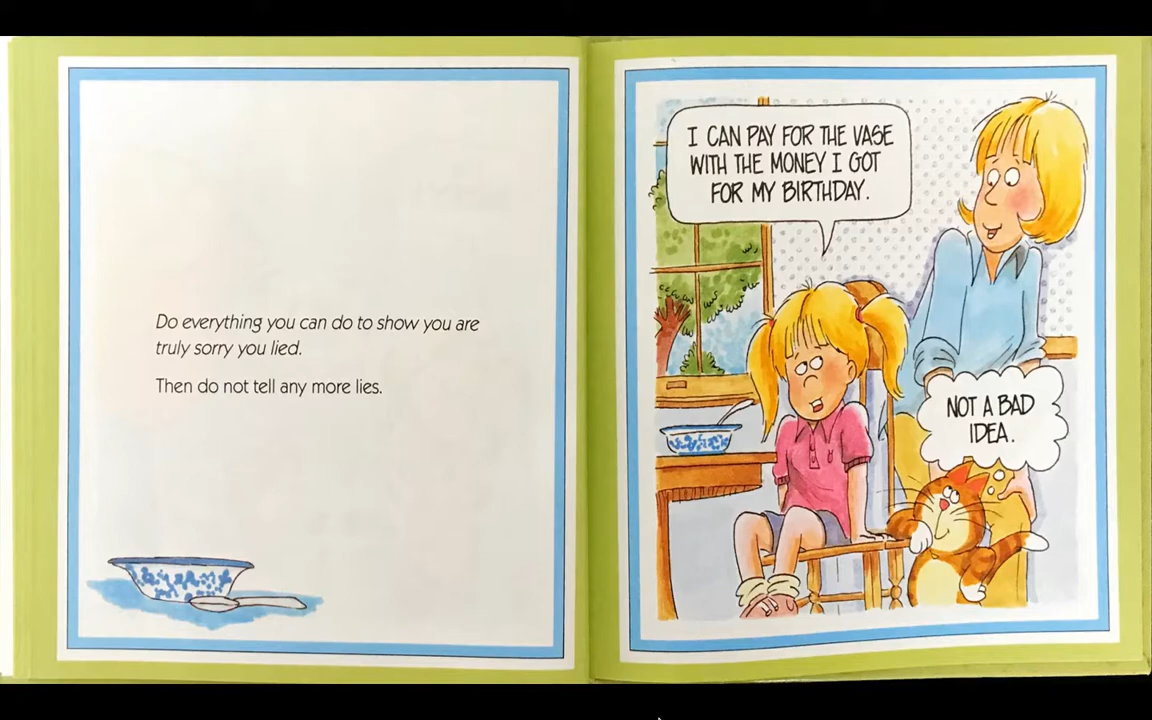 Do everything you can do to show you are
truly sorry you lied.
Then do not tell any more lies.
I CAN PAY FOR THE VASE
WITH THE MONEY I GOT
FOR MY BIRTHDAY.
NOT A BAD
IDEA.